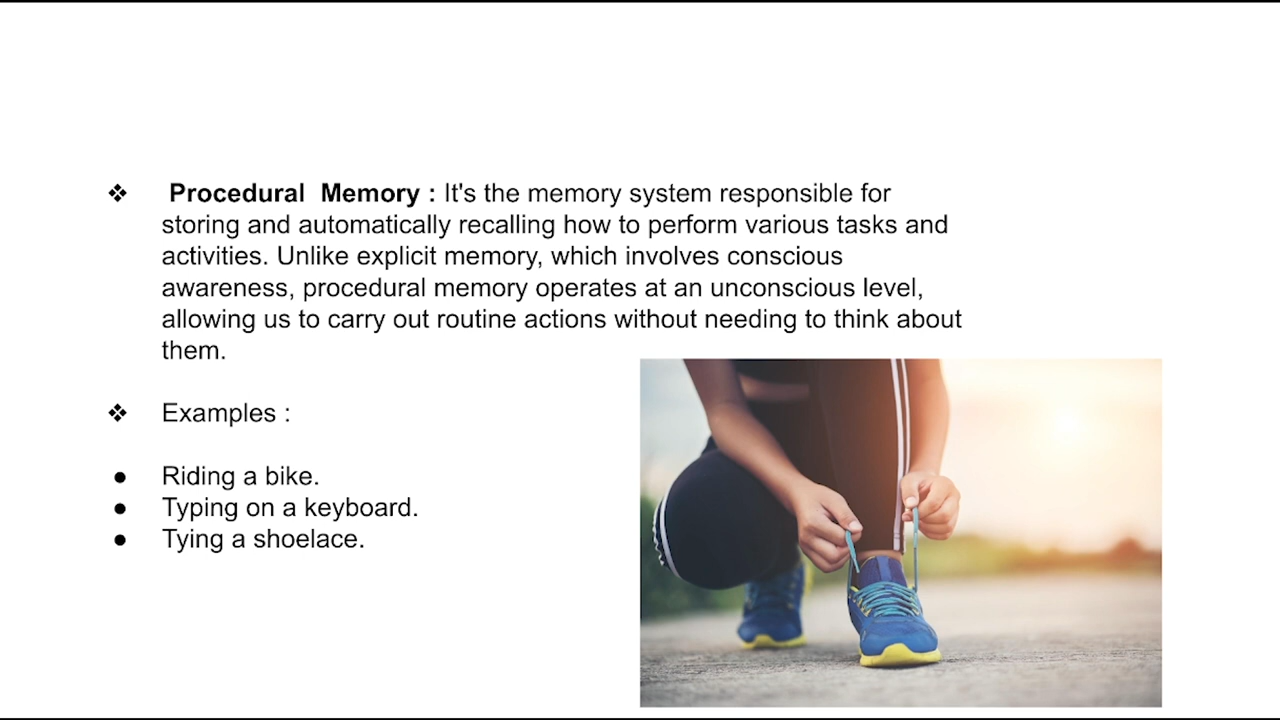 ❖ Procedural Memory : It's the memory system responsible for
storing and automatically recalling how to perform various tasks and
activities. Unlike explicit memory, which involves conscious
awareness, procedural memory operates at an unconscious level,
allowing us to carry out routine actions without needing to think about
them.
❖ Examples :
● Riding a bike.
● Typing on a keyboard.
● Tying a shoelace.